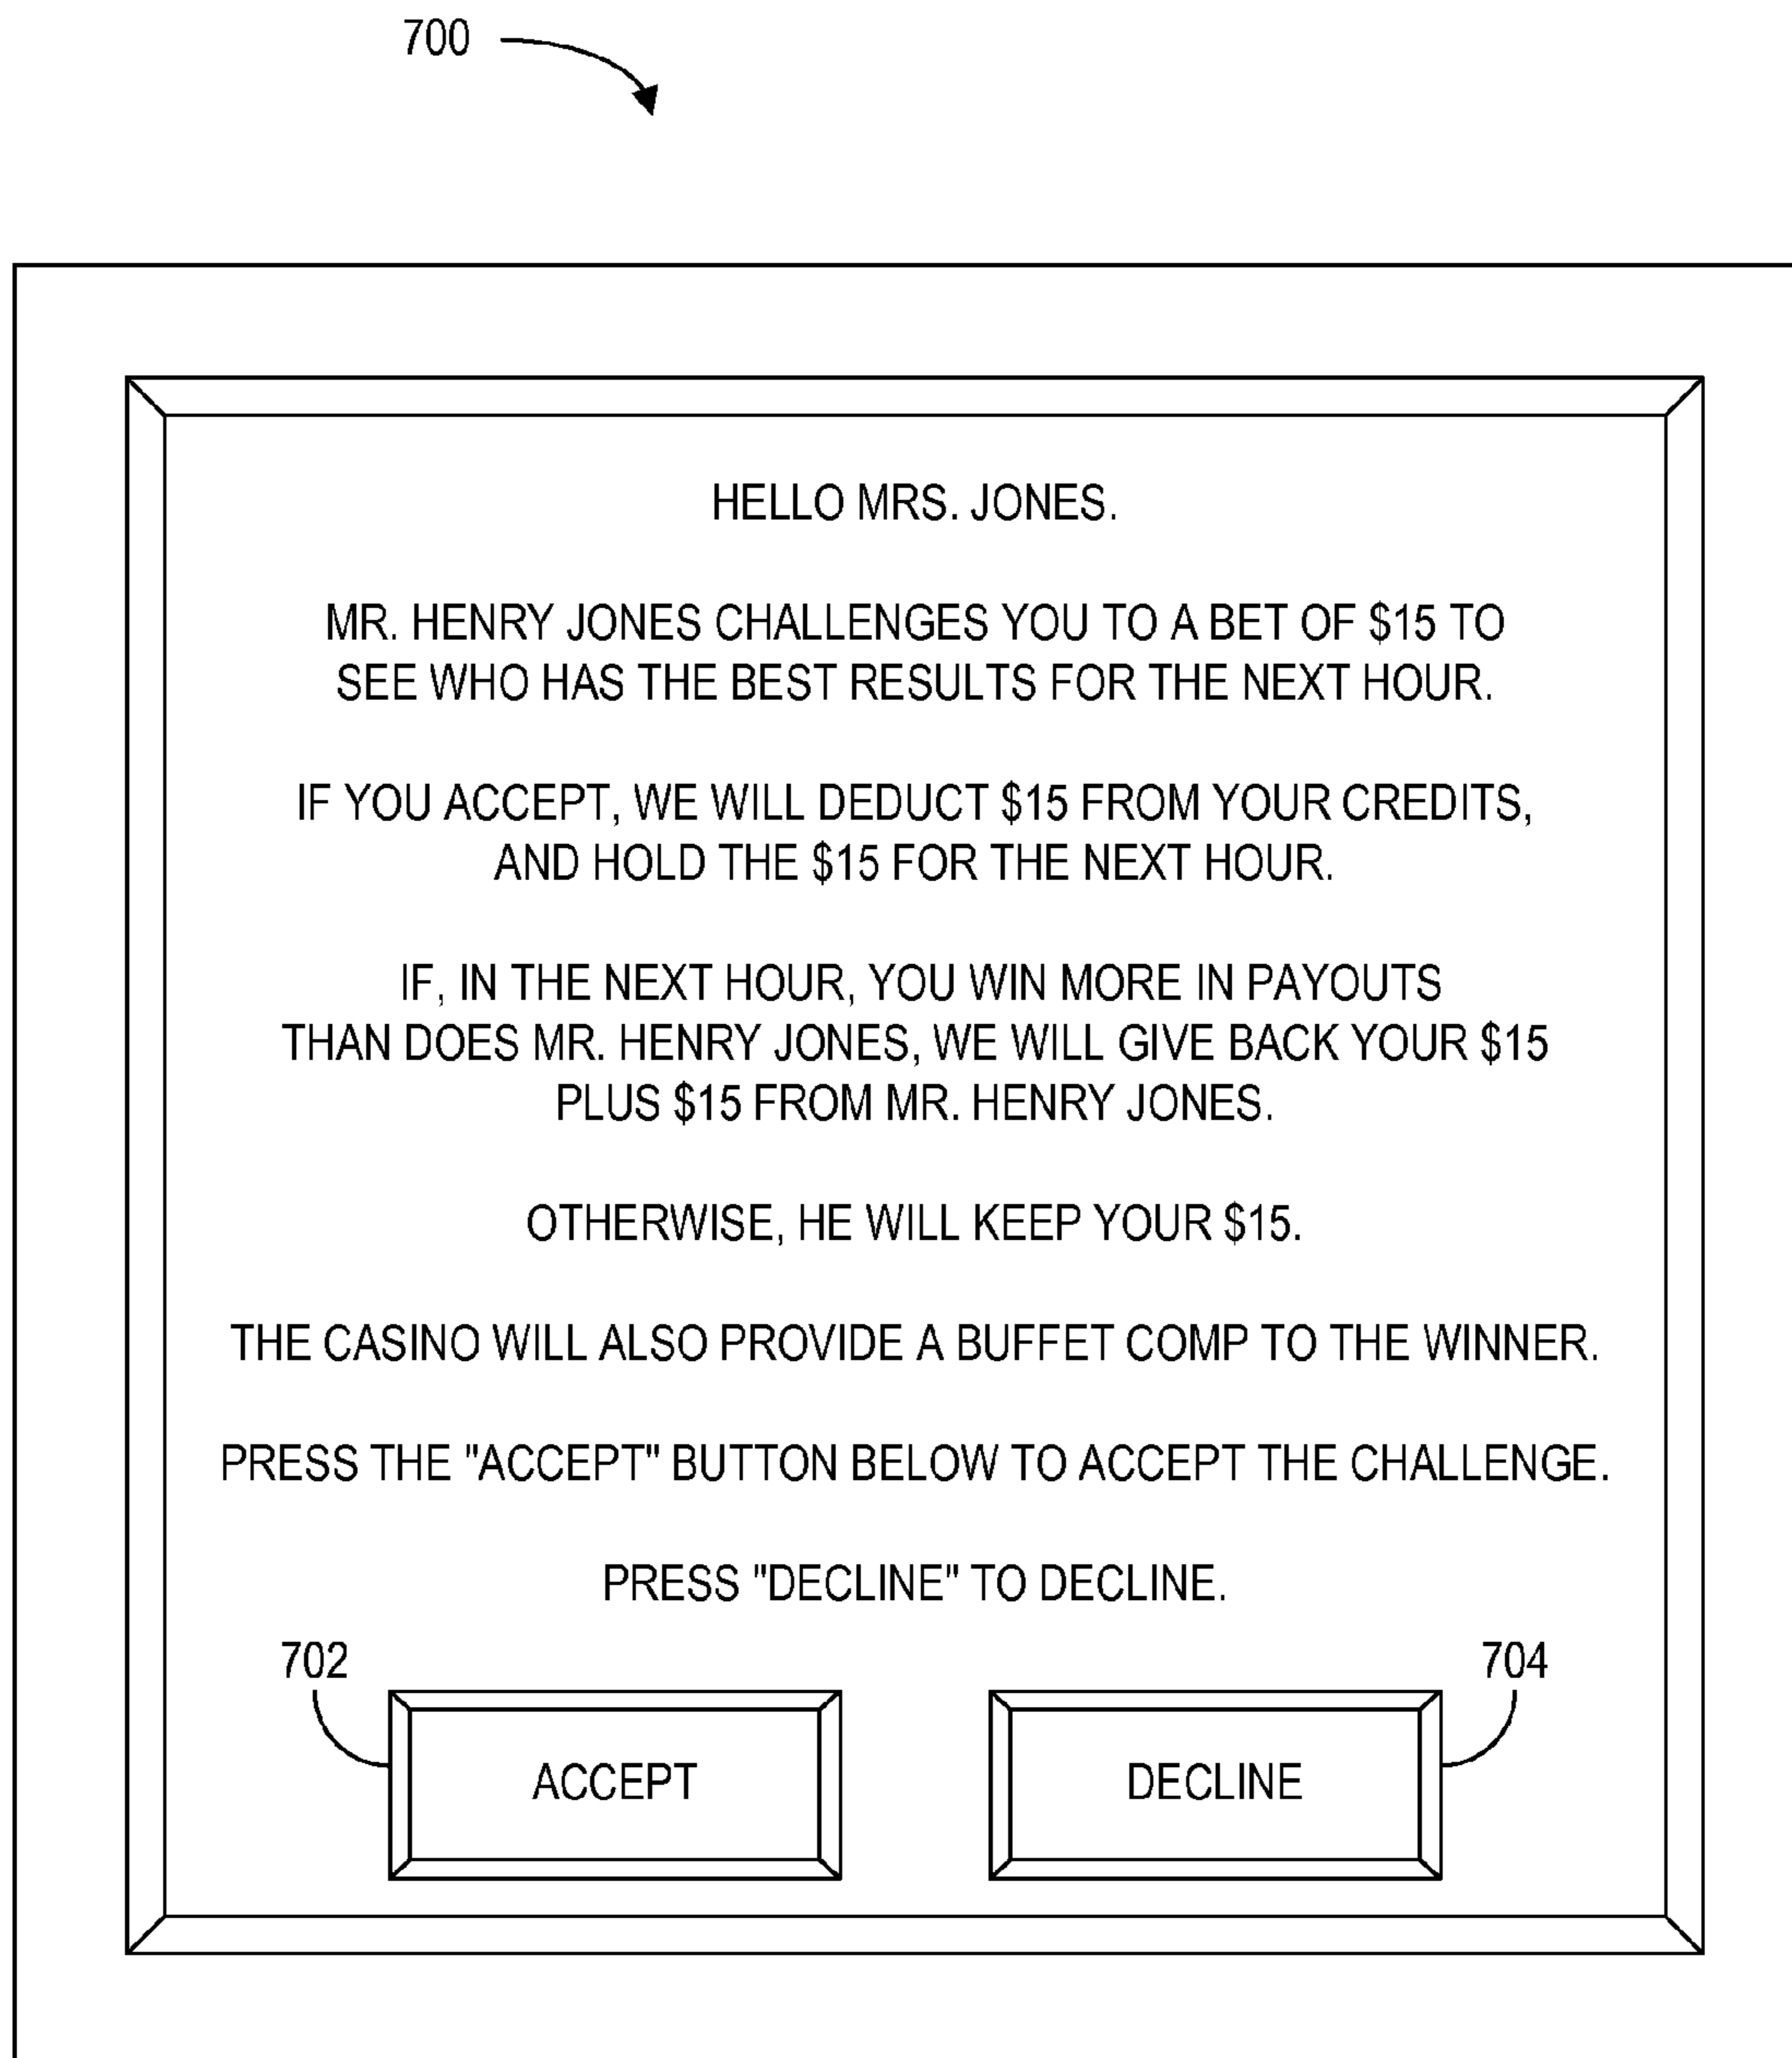 700
HELLO MRS. JONES.
MR. HENRY JONES CHALLENGES YOU TO A BET OF $15 TO
SEE WHO HAS THE BEST RESULTS FOR THE NEXT HOUR.
IF YOU ACCEPT, WE WILL DEDUCT $15 FROM YOUR CREDITS,
AND HOLD THE $15 FOR THE NEXT HOUR.
IF, IN THE NEXT HOUR, YOU WIN MORE IN PAYOUTS
THAN DOES MR. HENRY JONES, WE WILL GIVE BACK YOUR $15
PLUS $15 FROM MR. HENRY JONES.
OTHERWISE, HE WILL KEEP YOUR $15.
THE CASINO WILL ALSO PROVIDE A BUFFET COMP TO THE WINNER.
PRESS THE "ACCEPT" BUTTON BELOW TO ACCEPT THE CHALLENGE.
PRESS "DECLINE" TO DECLINE.
702
704
ACCEPT
DECLINE